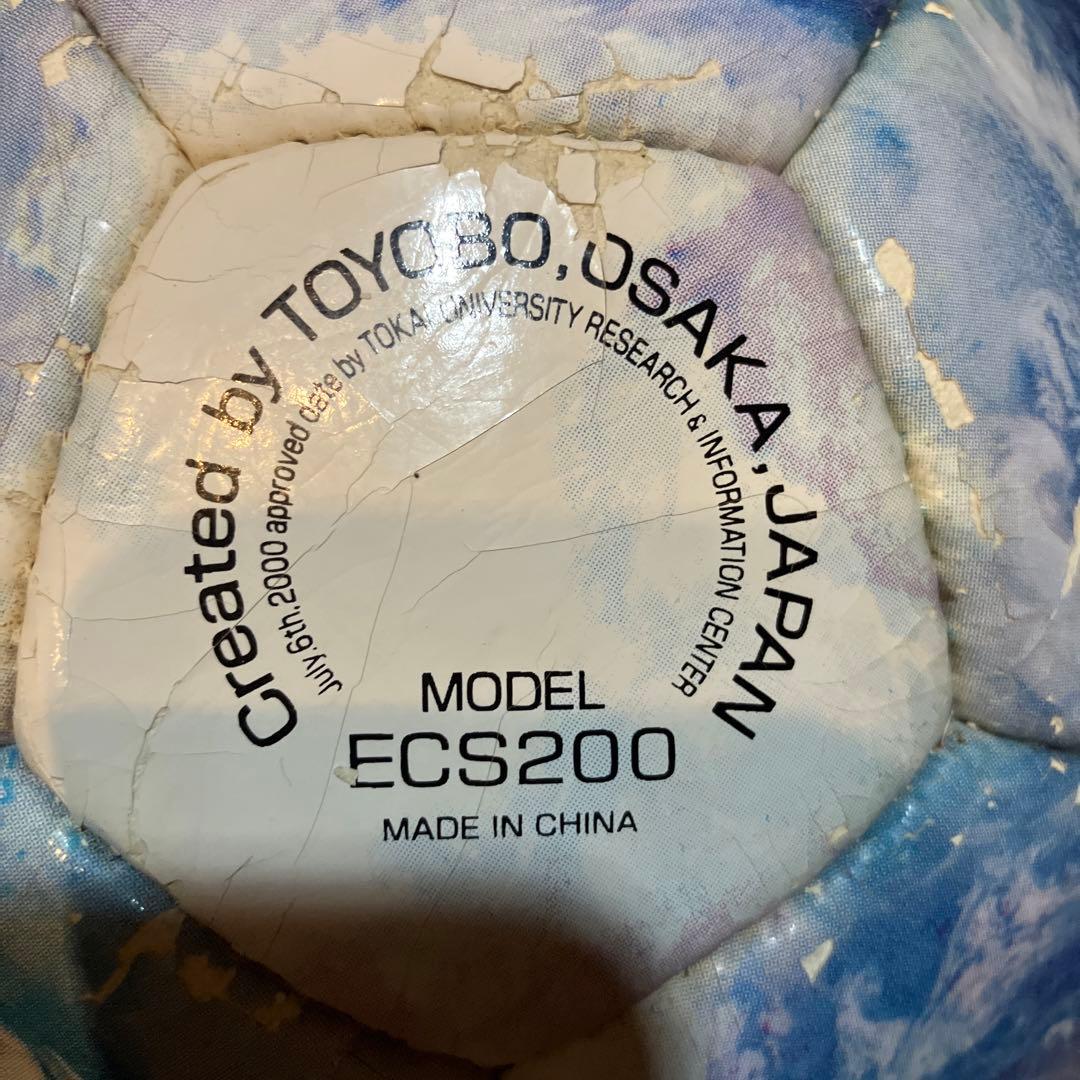 Created by TOYOBO, OSAKA, JAPAN
July.6th.2000 approved date by TOKAI UNIVERSITY RESEARCH & INFORMATION CENTER
MODEL
ECS200
MADE IN CHINA